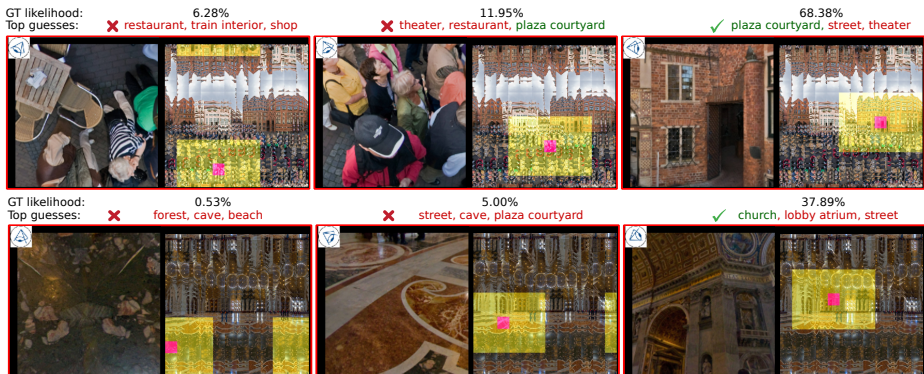 GT likelihood: 6.28% 11.95% 68.38%
Top guesses: ✗ restaurant, train interior, shop ✗ theater, restaurant, plaza courtyard ✓ plaza courtyard, street, theater
GT likelihood: 0.53% 5.00% 37.89%
Top guesses: ✗ forest, cave, beach ✗ street, cave, plaza courtyard ✓ church, lobby atrium, street